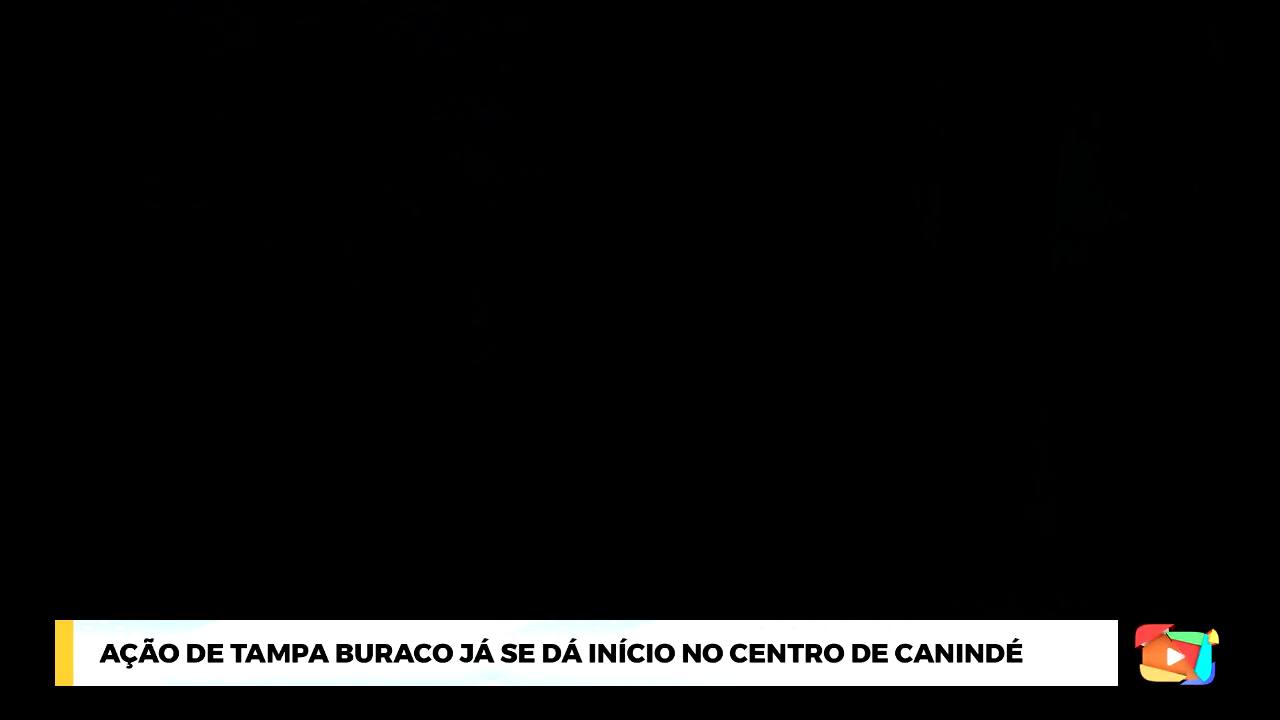 AÇÃO DE TAMPA BURACO JÁ SE DÁ INÍCIO NO CENTRO DE CANINDÉ